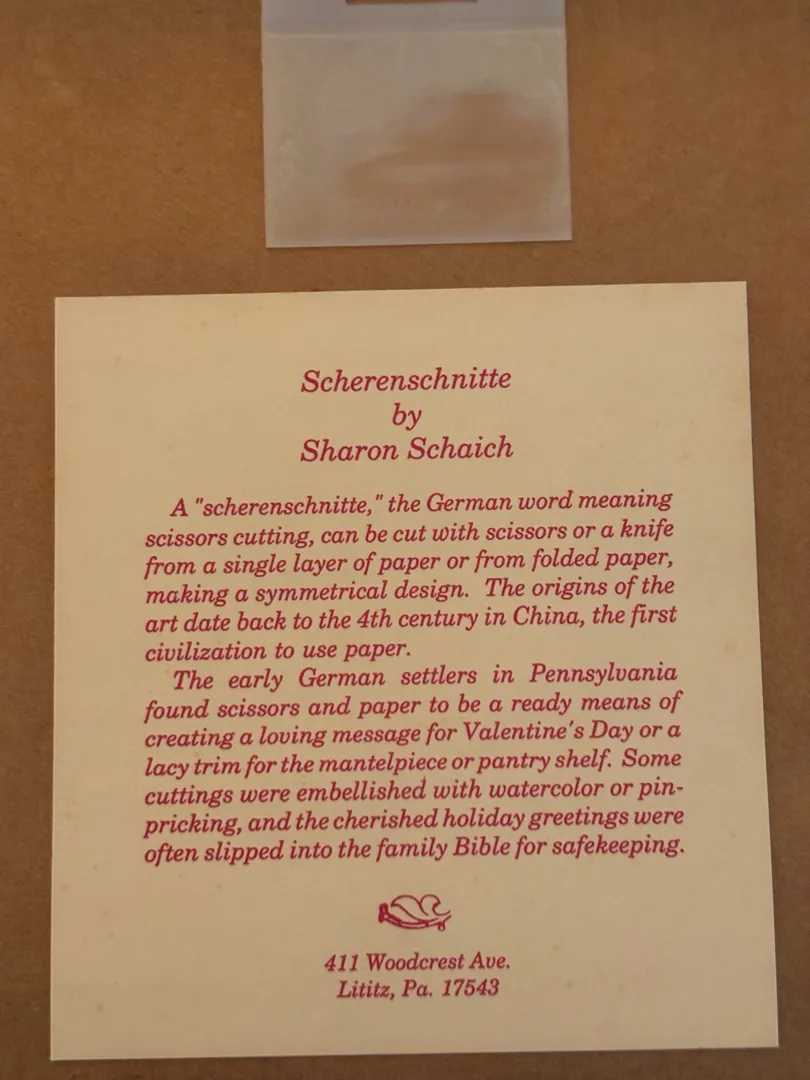 Scherenschnitte
by
Sharon Schaich
A "scherenschnitte," the German word meaning
scissors cutting, can be cut with scissors or a knife
from a single layer of paper or from folded paper,
making a symmetrical design. The origins of the
art date back to the 4th century in China, the first
civilization to use paper.
The early German settlers in Pennsylvania
found scissors and paper to be a ready means of
creating a loving message for Valentine's Day or a
lacy trim for the mantelpiece or pantry shelf. Some
cuttings were embellished with watercolor or pin-
pricking, and the cherished holiday greetings were
often slipped into the family Bible for safekeeping.
411 Woodcrest Ave.
Lititz, Pa. 17543